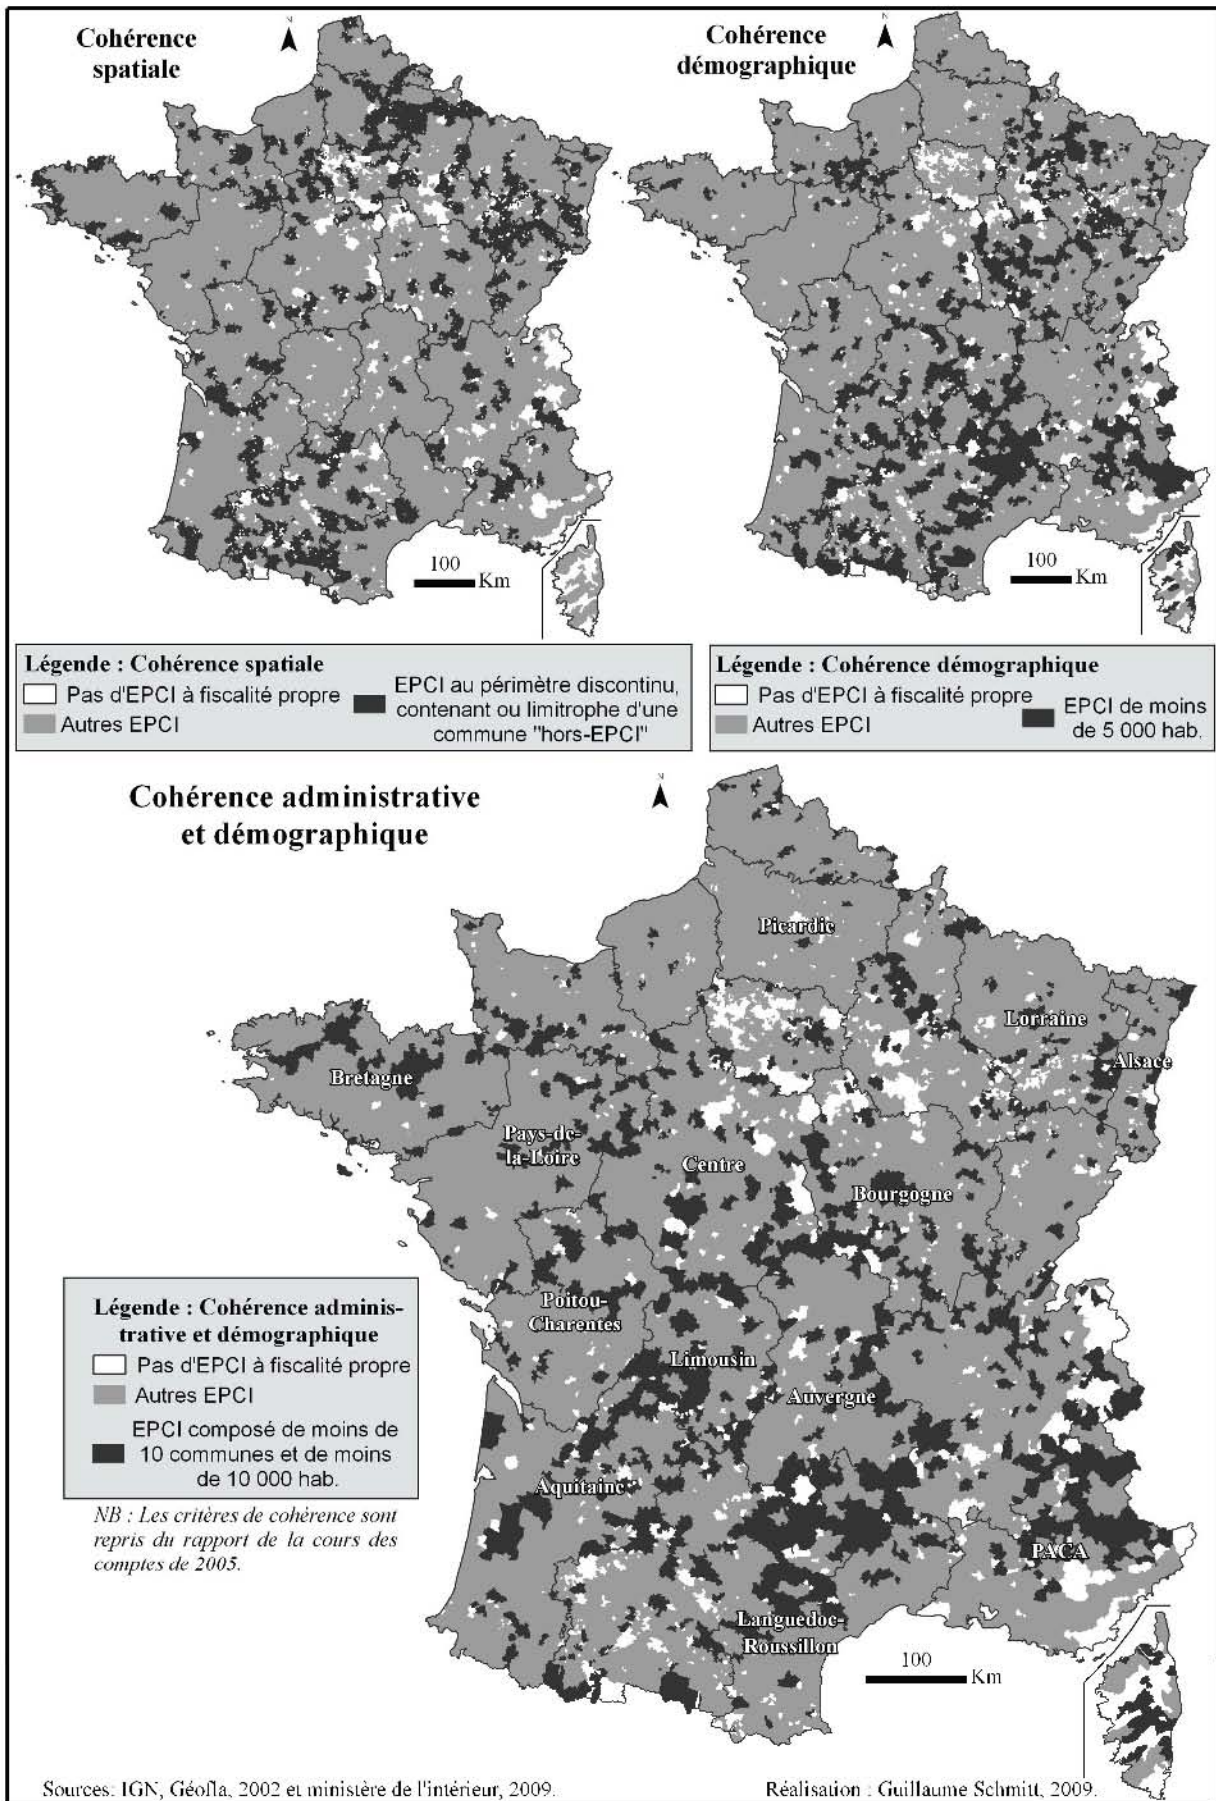 Cohérence
spatiale
N
Cohérence
démographique
N
100
Km
100
Km
Légende : Cohérence spatiale
Pas d'EPCI à fiscalité propre
Autres EPCI
EPCI au périmètre discontinu,
contenant ou limitrophe d'une
commune "hors-EPCI"
Légende : Cohérence démographique
Pas d'EPCI à fiscalité propre
Autres EPCI
EPCI de moins
de 5 000 hab.
Cohérence administrative
et démographique
N
Picardie
Lorraine
Alsace
Bretagne
Pays-de-
la-Loire
Centre
Bourgogne
Poitou-
Charentes
Limousin
Auvergne
Aquitaine
PACA
Languedoc-
Roussillon
Légende : Cohérence adminis-
trative et démographique
Pas d'EPCI à fiscalité propre
Autres EPCI
EPCI composé de moins de
10 communes et de moins
de 10 000 hab.
NB : Les critères de cohérence sont
repris du rapport de la cours des
comptes de 2005.
100
Km
Sources: IGN, Géofla, 2002 et ministère de l'intérieur, 2009.
Réalisation : Guillaume Schmitt, 2009.